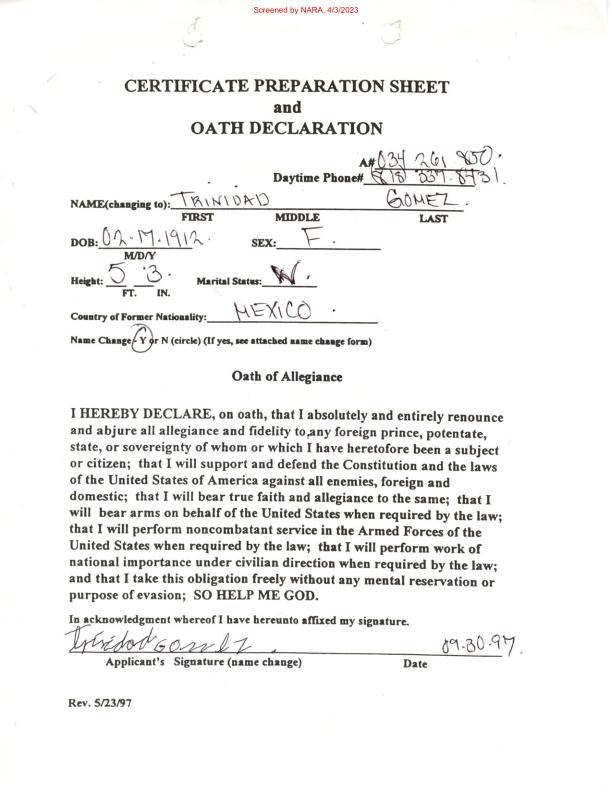 Screened by NARA, 4/3/2023
CERTIFICATE PREPARATION SHEET
and
OATH DECLARATION
A# 034 261 850.
Daytime Phone# 818 337-8431.
NAME(changing to): TRINIDAD GOMEZ.
FIRST MIDDLE LAST
DOB: 02-17-1912. SEX: F.
M/D/Y
Height: 5 3. Marital Status: W.
FT. IN.
Country of Former Nationality: MEXICO.
Name Change- Y or N (circle) (If yes, see attached name change form)
Oath of Allegiance
I HEREBY DECLARE, on oath, that I absolutely and entirely renounce
and abjure all allegiance and fidelity to any foreign prince, potentate,
state, or sovereignty of whom or which I have heretofore been a subject
or citizen; that I will support and defend the Constitution and the laws
of the United States of America against all enemies, foreign and
domestic; that I will bear true faith and allegiance to the same; that I
will bear arms on behalf of the United States when required by the law;
that I will perform noncombatant service in the Armed Forces of the
United States when required by the law; that I will perform work of
national importance under civilian direction when required by the law;
and that I take this obligation freely without any mental reservation or
purpose of evasion; SO HELP ME GOD.
In acknowledgment whereof I have hereunto affixed my signature.
Trinidad GOMEZ. 09-30-97.
Applicant's Signature (name change) Date
Rev. 5/23/97